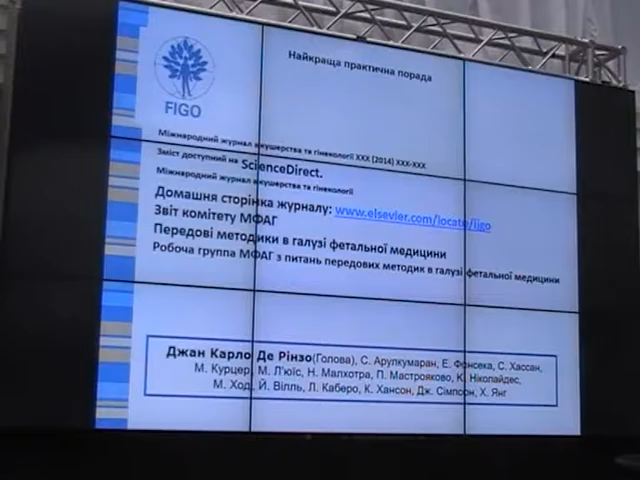 FIGO
Найкраща практична порада
Міжнародний журнал акушерства та гінекології XXX (2014) XXX-XXX
Зміст доступний на ScienceDirect.
Міжнародний журнал акушерства та гінекології
Домашня сторінка журналу: www.elsevier.com/locate/ijgo
Звіт комітету МФАГ
Передові методики в галузі фетальної медицини
Робоча группа МФАГ з питань передових методик в галузі фетальної медицини
Джан Карло Де Рінзо(Голова), С. Арулкумаран, Е. Фонсека, С. Хассан,
М. Курцер, М. Л'юїс, Н. Малхотра, П. Мастрояково, К. Ніколайдес,
М. Ход, Й. Вілль, Л. Каберо, К. Хансон, Дж. Сімпсон, Х. Янг